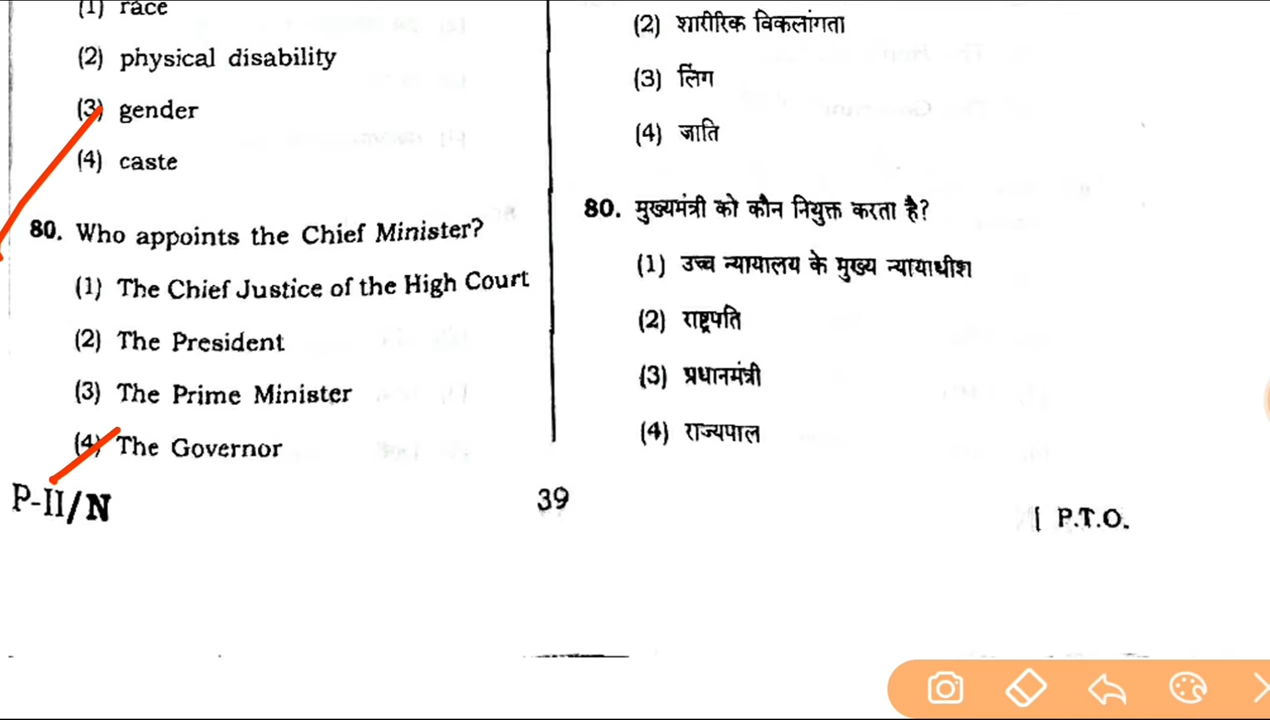 (1) race
(2) physical disability
(3) gender
(4) caste
80. Who appoints the Chief Minister?
(1) The Chief Justice of the High Court
(2) The President
(3) The Prime Minister
(4) The Governor
P-II/N
(2) शारीरिक विकलांगता
(3) लिंग
(4) जाति
80. मुख्यमंत्री को कौन नियुक्त करता है?
(1) उच्च न्यायालय के मुख्य न्यायाधीश
(2) राष्ट्रपति
(3) प्रधानमंत्री
(4) राज्यपाल
39
[ P.T.O.